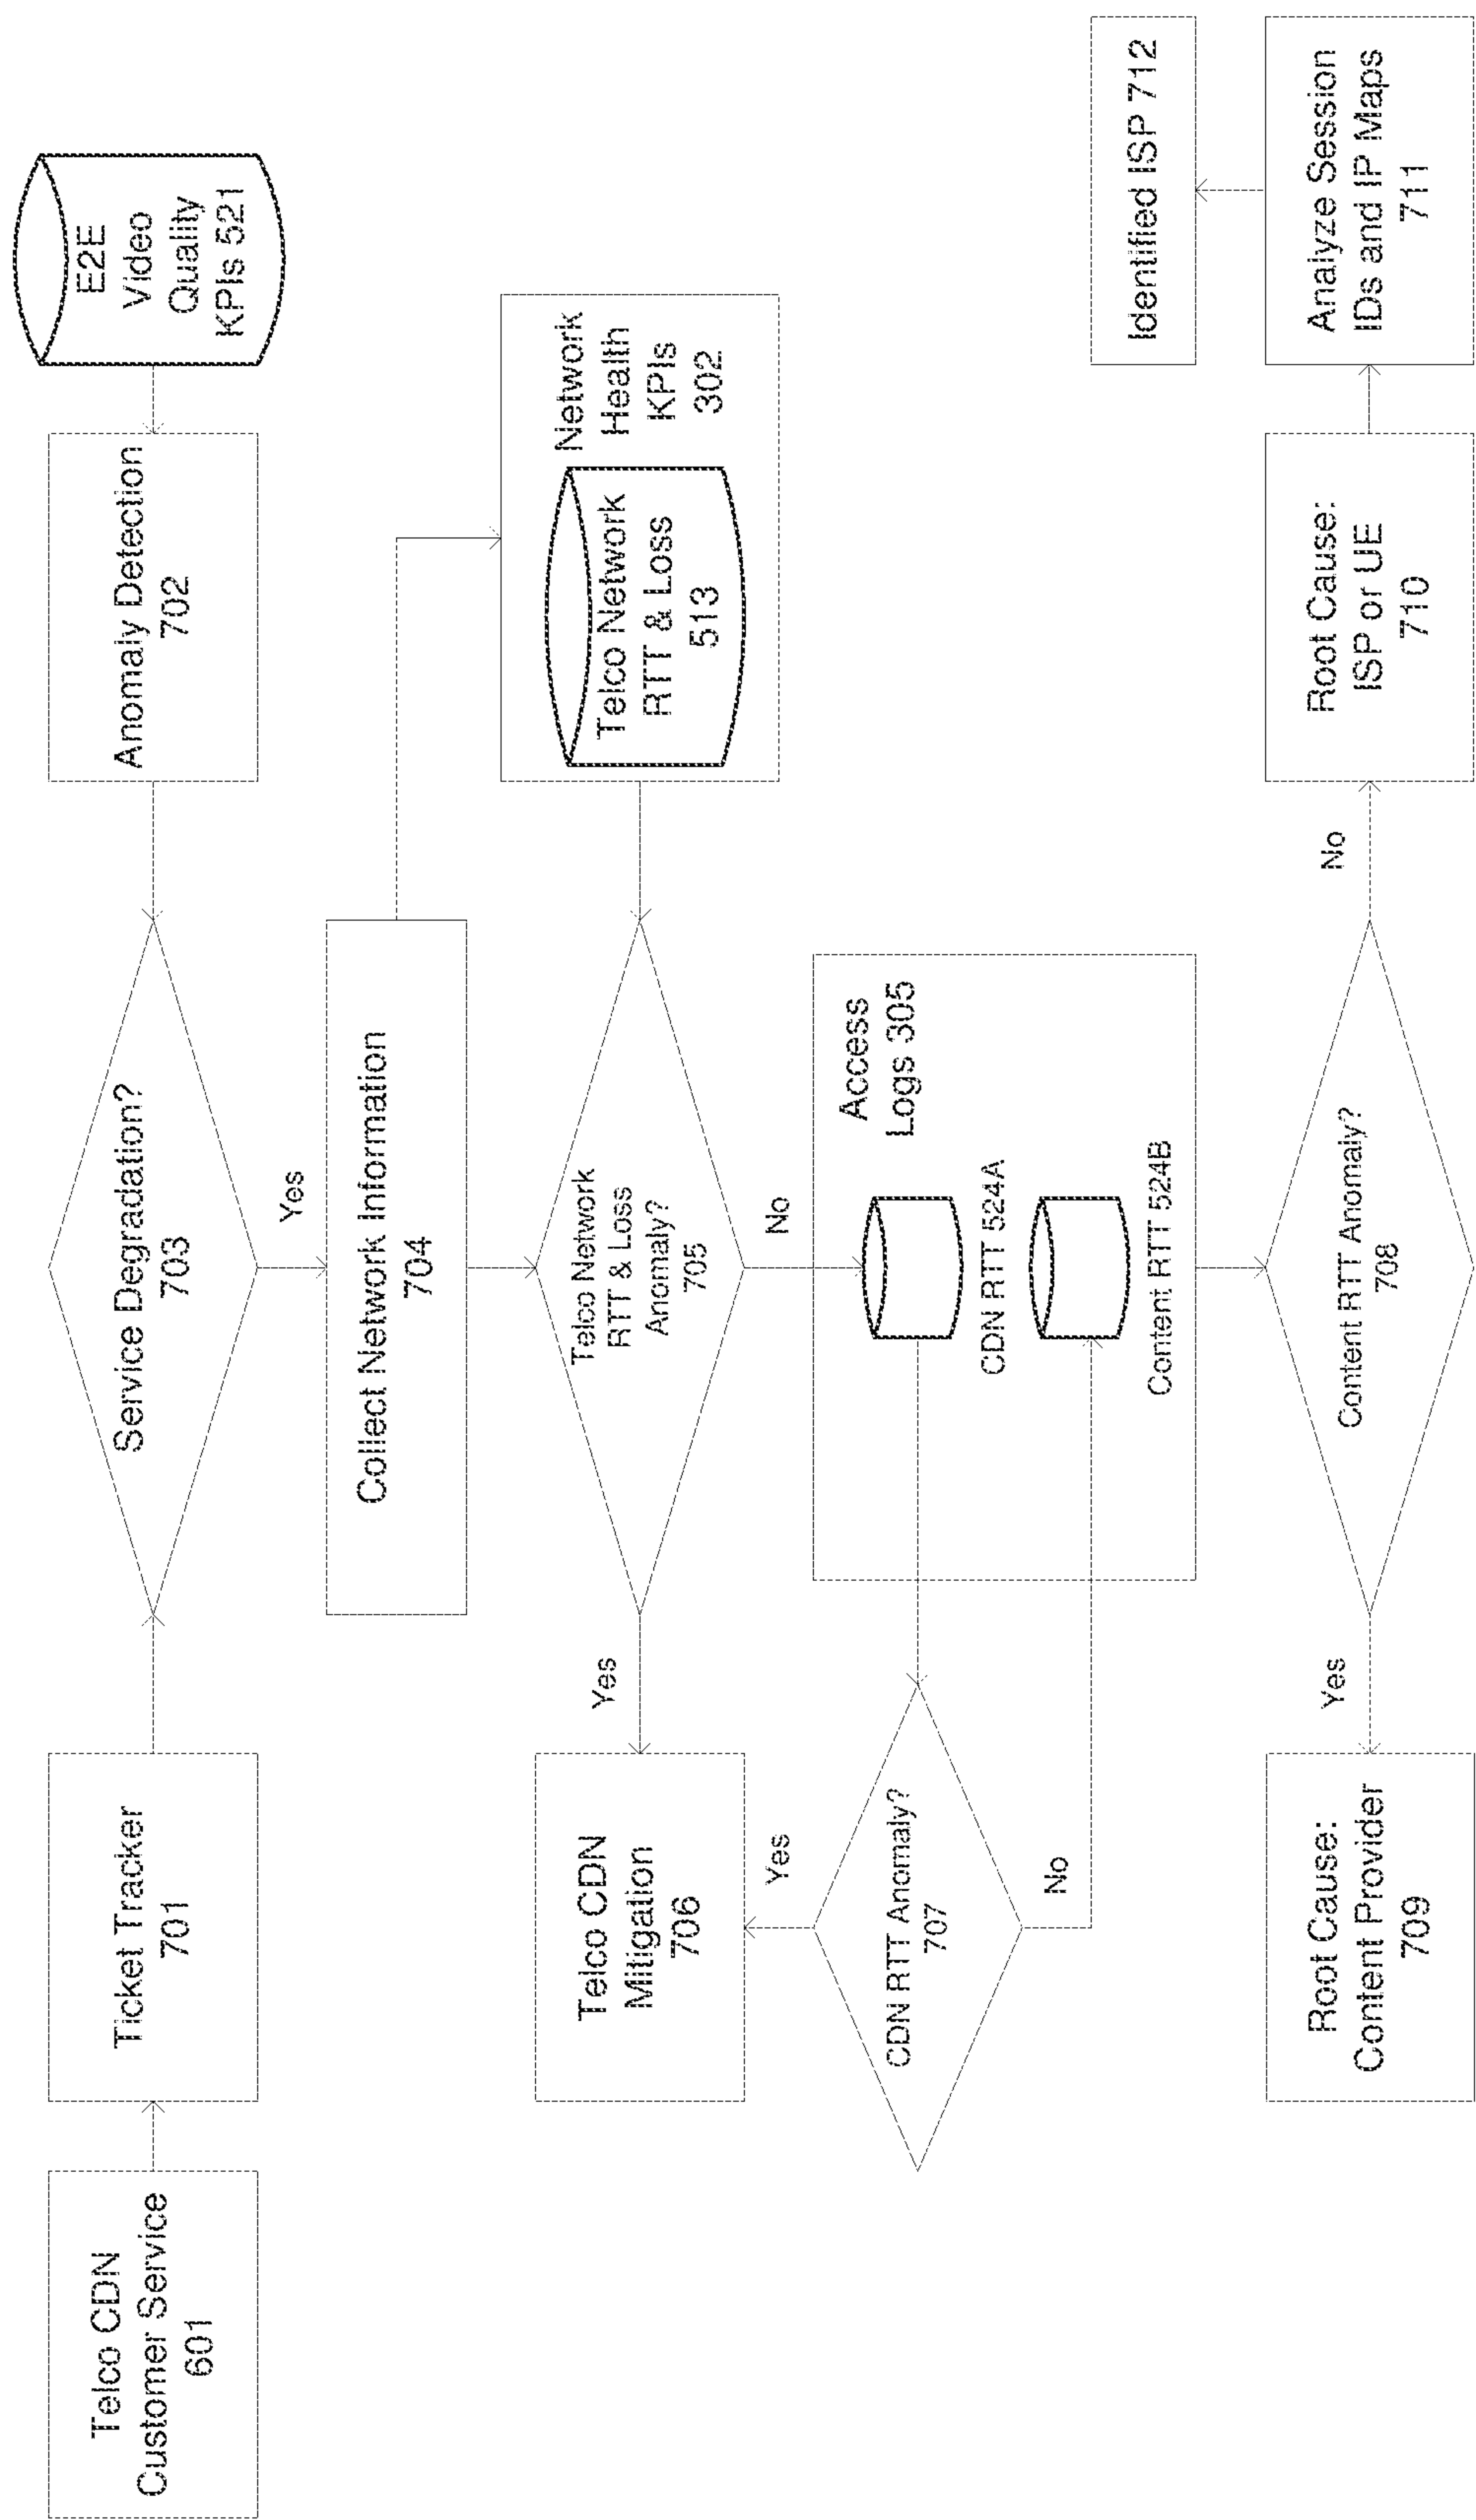 Telco CDN
Customer Service
601
Ticket Tracker
701
Service Degradation?
703
Anomaly Detection
702
E2E
Video
Quality
KPIs 521
Yes
Collect Network Information
704
Network
Health
KPIs
302
Telco Network
RTT & Loss
513
Telco Network
RTT & Loss
Anomaly?
705
Yes
Telco CDN
Mitigation
706
No
Access
Logs 305
CDN RTT 524A
Content RTT 524B
Yes
CDN RTT Anomaly?
707
No
Content RTT Anomaly?
708
Yes
Root Cause:
Content Provider
709
No
Root Cause:
ISP or UE
710
Analyze Session
IDs and IP Maps
711
Identified ISP 712